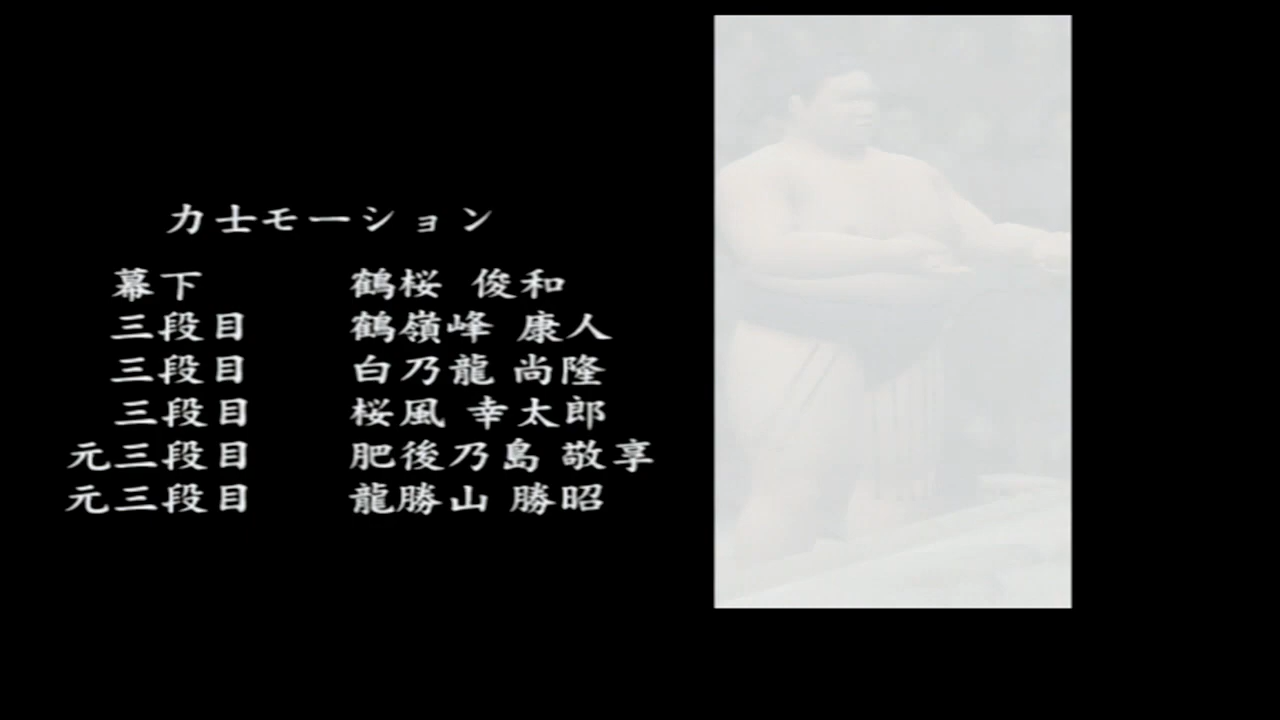 力士モーション
幕下 鶴桜 俊和
三段目 鶴嶺峰 康人
三段目 白乃龍 尚隆
三段目 桜風 幸太郎
元三段目 肥後乃島 敬享
元三段目 龍勝山 勝昭